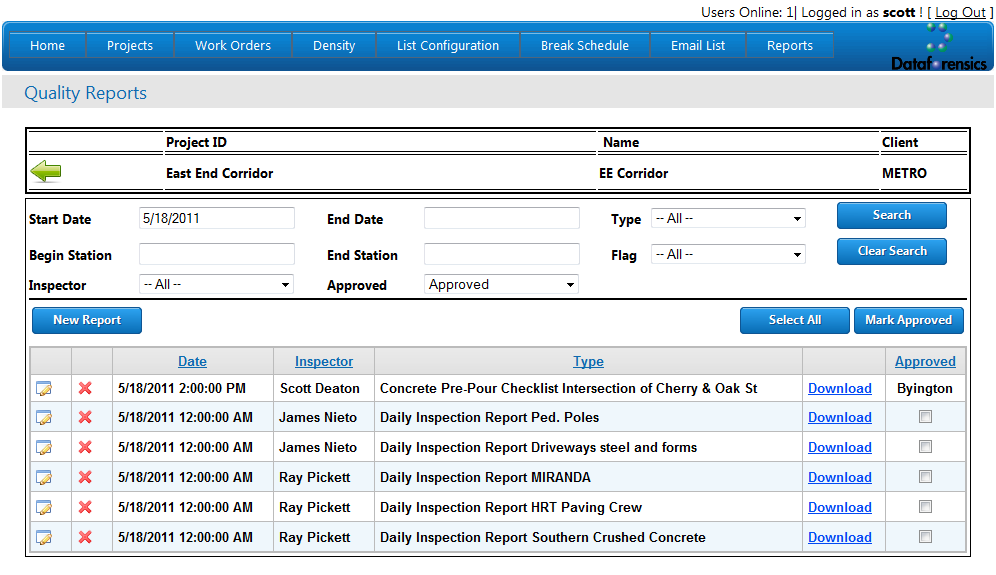 Users Online: 1| Logged in as scott ! [ Log Out ]
Home Projects Work Orders Density List Configuration Break Schedule Email List Reports
Dataforensics
Quality Reports
Project ID Name Client
East End Corridor EE Corridor METRO
Start Date 5/18/2011 End Date Type -- All -- Search
Begin Station End Station Flag -- All -- Clear Search
Inspector -- All -- Approved Approved
New Report Select All Mark Approved
Date Inspector Type Approved
5/18/2011 2:00:00 PM Scott Deaton Concrete Pre-Pour Checklist Intersection of Cherry & Oak St Download Byington
5/18/2011 12:00:00 AM James Nieto Daily Inspection Report Ped. Poles Download
5/18/2011 12:00:00 AM James Nieto Daily Inspection Report Driveways steel and forms Download
5/18/2011 12:00:00 AM Ray Pickett Daily Inspection Report MIRANDA Download
5/18/2011 12:00:00 AM Ray Pickett Daily Inspection Report HRT Paving Crew Download
5/18/2011 12:00:00 AM Ray Pickett Daily Inspection Report Southern Crushed Concrete Download